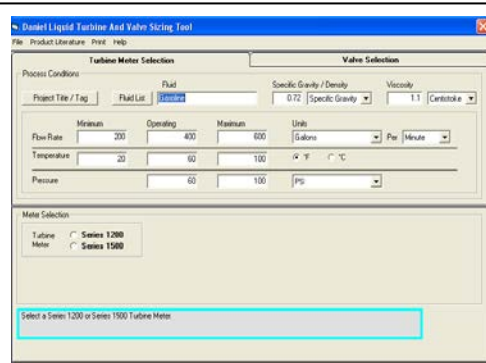 Daniel Liquid Turbine And Valve Sizing Tool
File Product Literature Print Help
Turbine Meter Selection Valve Selection
Process Conditions
Fluid Specific Gravity / Density Viscosity
Project Title / Tag Fluid List Gasoline 0.72 Specific Gravity 1.1 Centistoke
Minimum Operating Maximum Units
Flow Rate 200 400 600 Gallons Per Minute
Temperature 20 60 100 °F °C
Pressure 60 100 PSI
Meter Selection
Turbine Series 1200
Meter Series 1500
Select a Series 1200 or Series 1500 Turbine Meter